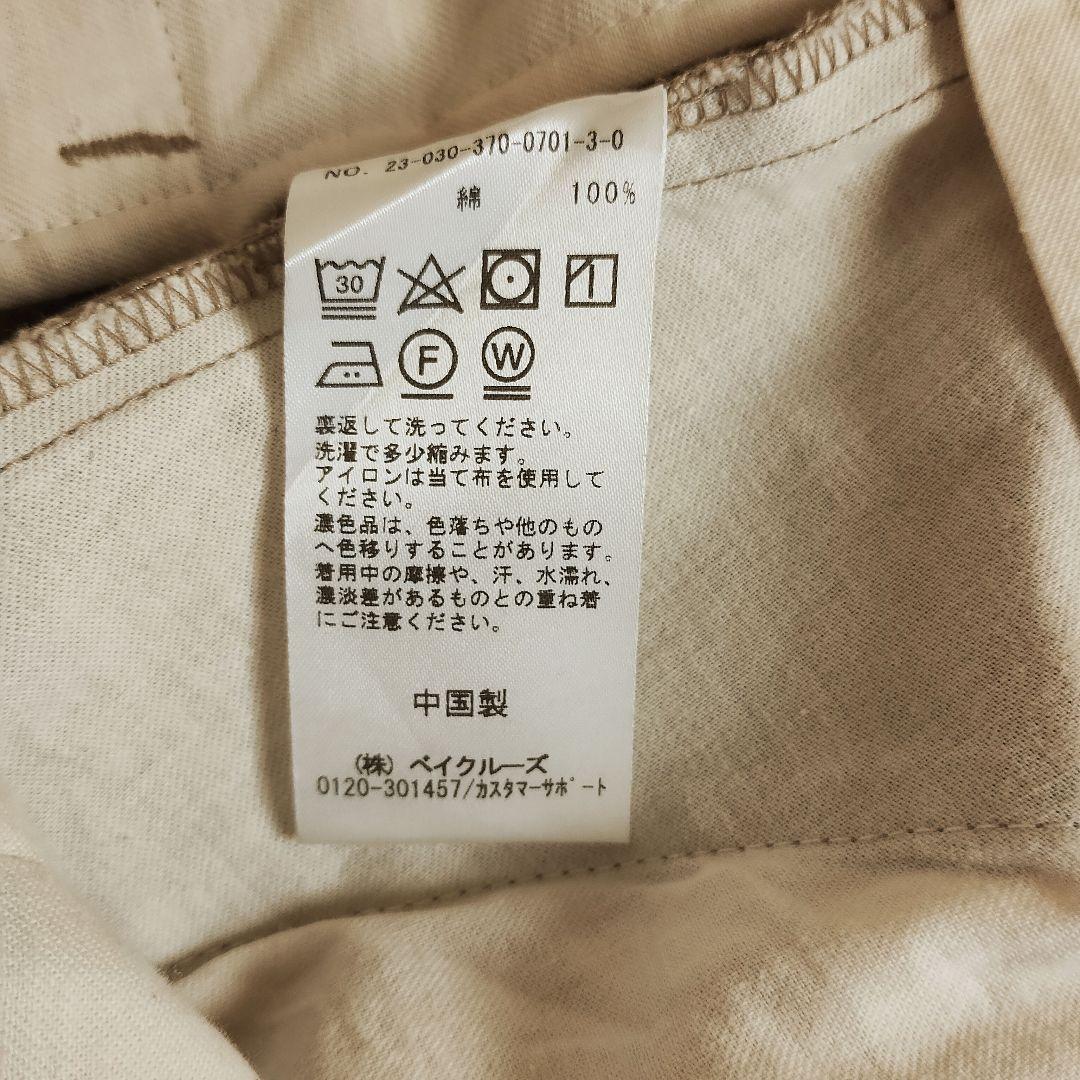 NO. 23-030-370-0701-3-0
綿 100%
30
F W
裏返して洗ってください。
洗濯で多少縮みます。
アイロンは当て布を使用して
ください。
濃色品は、色落ちや他のもの
へ色移りすることがあります。
着用中の摩擦や、汗、水濡れ、
濃淡差があるものとの重ね着
にご注意ください。
中国製
(株) ベイクルーズ
0120-301457/カスタマーサポート